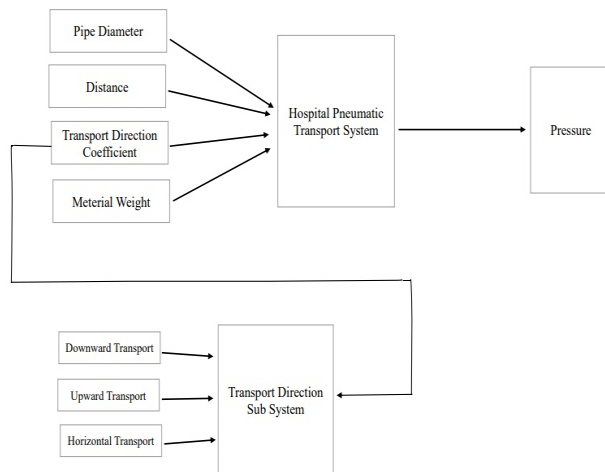 Pipe Diameter
Distance
Transport Direction
Coefficient
Meterial Weight
Hospital Pneumatic
Transport System
Pressure
Downward Transport
Upward Transport
Horizontal Transport
Transport Direction
Sub System